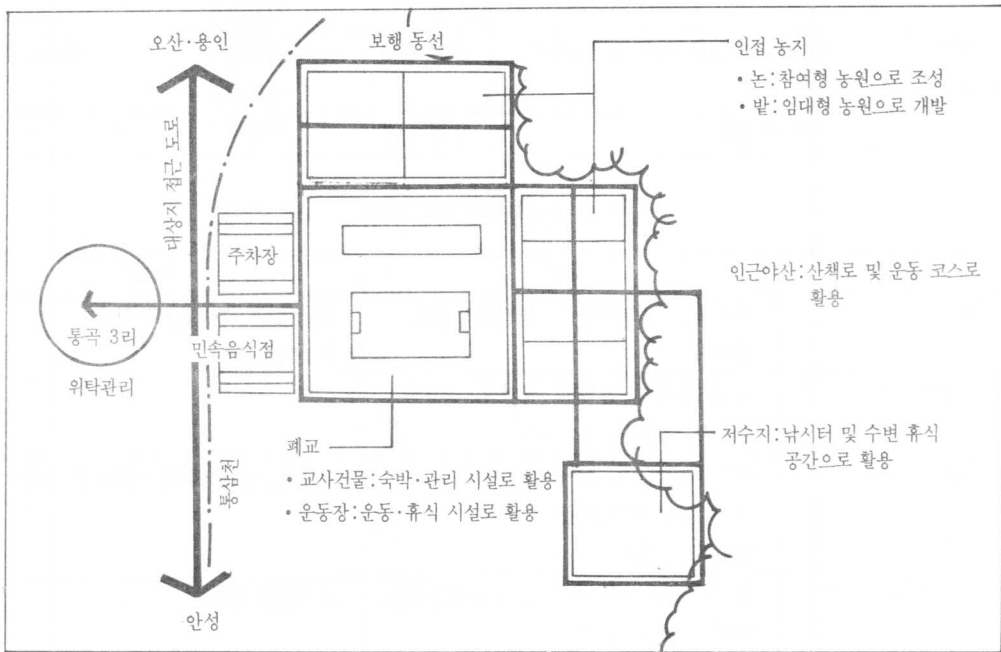 오산·용인
보행 동선
인접 농지
• 논:참여형 농원으로 조성
• 밭:임대형 농원으로 개발
대상지 접근 도로
주차장
인근야산:산책로 및 운동 코스로
활용
통곡 3리
민속음식점
위탁관리
폐교
• 교사건물:숙박·관리 시설로 활용
• 운동장:운동·휴식 시설로 활용
저수지:낚시터 및 수변 휴식
공간으로 활용
통삼천
안성